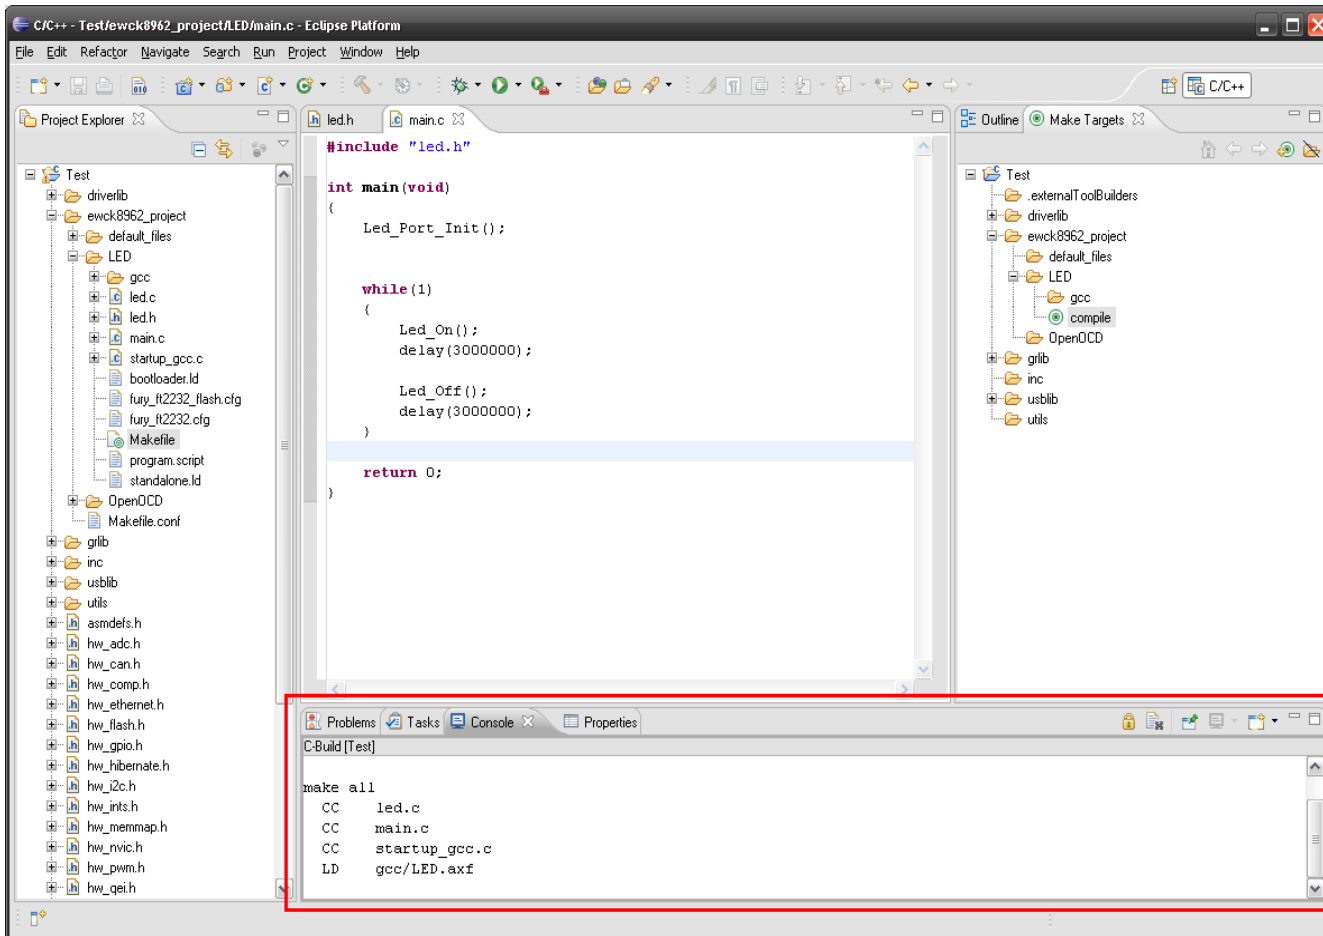 C/C++ - Test/ewck8962_project/LED/main.c - Eclipse Platform
File Edit Refactor Navigate Search Run Project Window Help
C/C++
Project Explorer
Test
driverlib
ewck8962_project
default_files
LED
gcc
led.c
led.h
main.c
startup_gcc.c
bootloader.ld
fury_ft2232_flash.cfg
fury_ft2232.cfg
Makefile
program.script
standalone.ld
OpenOCD
Makefile.conf
grlib
inc
usblib
utils
asmdefs.h
hw_adc.h
hw_can.h
hw_comp.h
hw_ethernet.h
hw_flash.h
hw_gpio.h
hw_hibernate.h
hw_i2c.h
hw_ints.h
hw_memmap.h
hw_nvic.h
hw_pwm.h
hw_qei.h
led.h main.c
#include "led.h"
int main(void)
{
Led_Port_Init();
while(1)
{
Led_On();
delay(3000000);
Led_Off();
delay(3000000);
}
return 0;
}
Outline Make Targets
Test
.externalToolBuilders
driverlib
ewck8962_project
default_files
LED
gcc
compile
OpenOCD
grlib
inc
usblib
utils
Problems Tasks Console Properties
C-Build [Test]
make all
CC led.c
CC main.c
CC startup_gcc.c
LD gcc/LED.axf